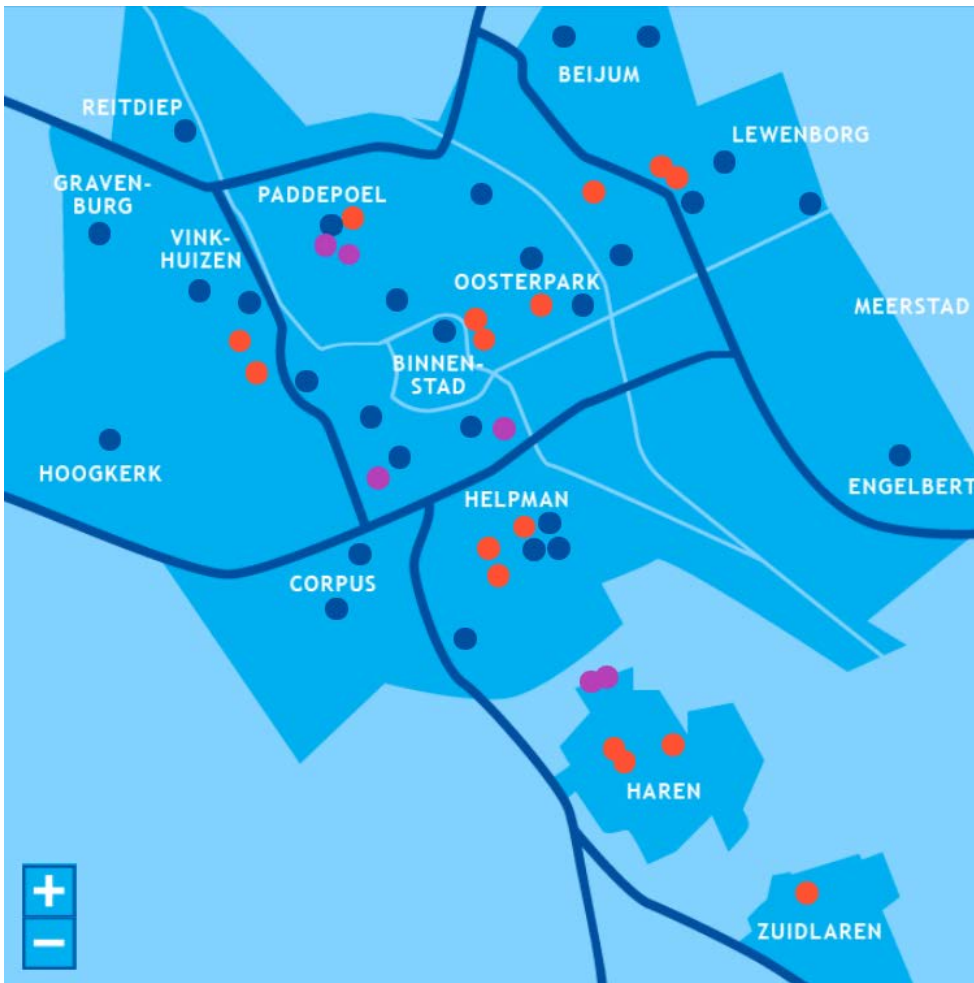 BEIJUM
REITDIEP
LEWENBORG
GRAVEN-
BURG
PADDEPOEL
VINK-
HUIZEN
OOSTERPARK
MEERSTAD
BINNEN-
STAD
HOOGKERK
ENGELBERT
HELPMAN
CORPUS
HAREN
ZUIDLAREN
+
−